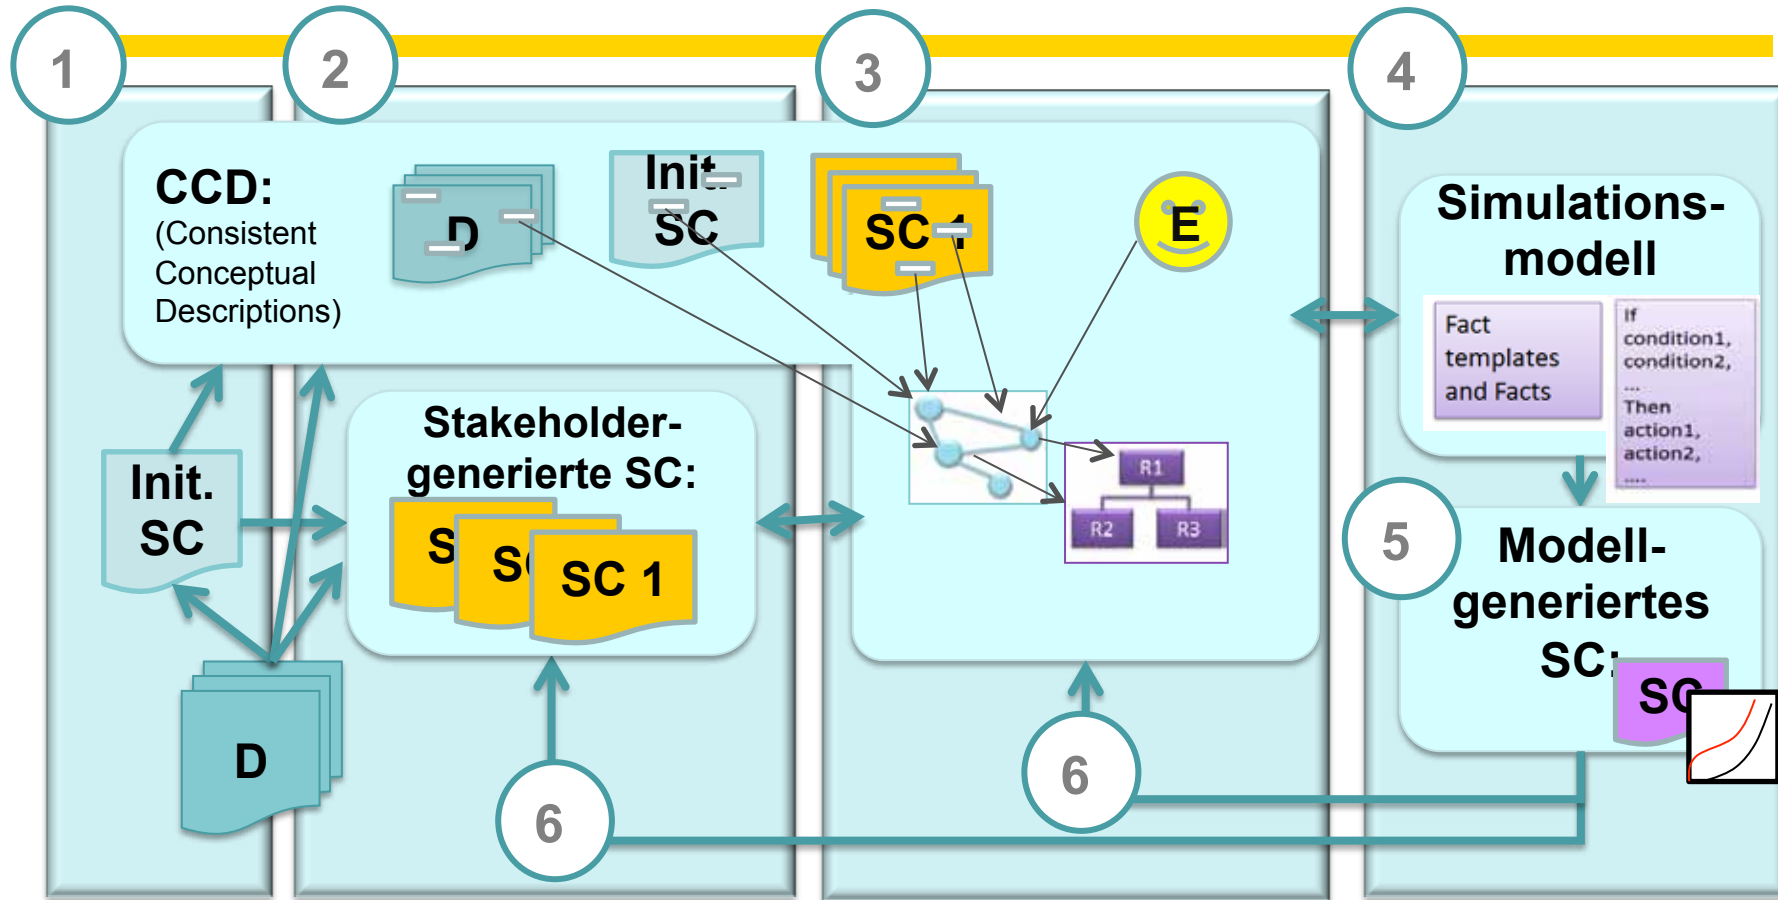 1
2
3
4
CCD:
(Consistent
Conceptual
Descriptions)
D
Init.
SC
SC 1
E
Simulations-
modell
Fact
templates
and Facts
If
condition1,
condition2,
...
Then
action1,
action2,
....
Init.
SC
D
Stakeholder-
generierte SC:
S
SC
SC 1
R1
R2
R3
5
Modell-
generiertes
SC:
SC
6
6